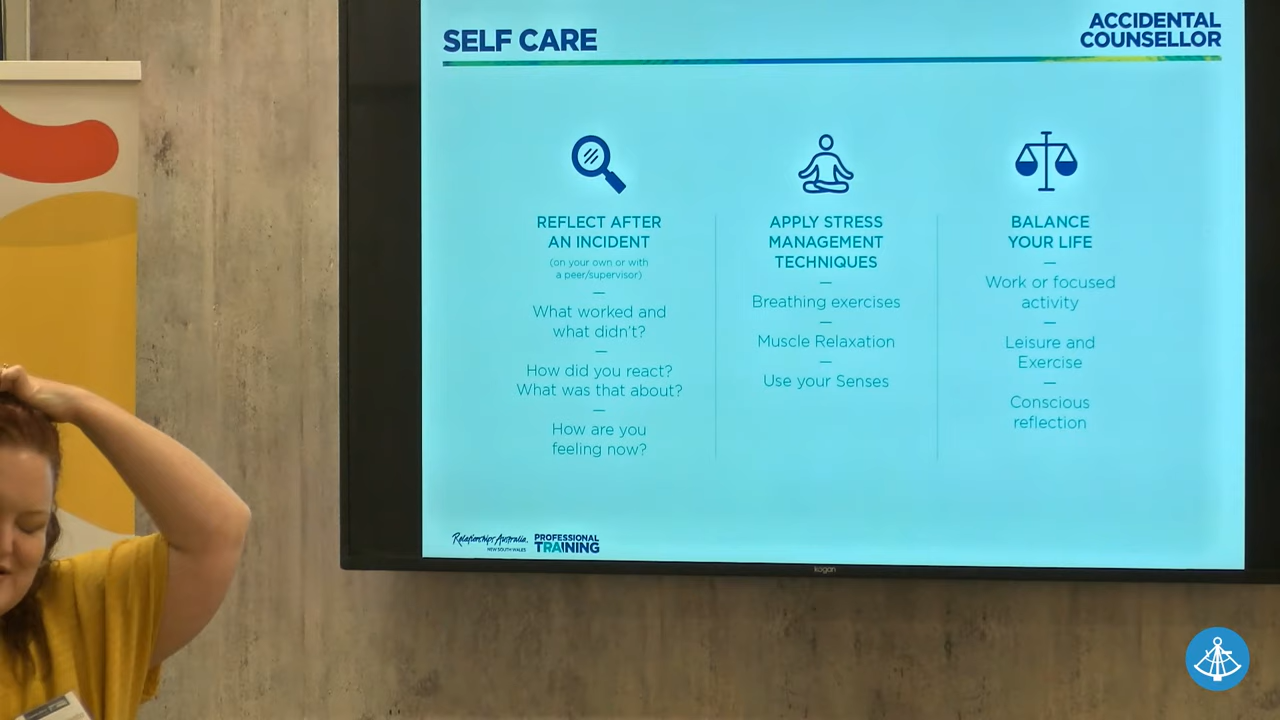 SELF CARE
ACCIDENTAL
COUNSELLOR
REFLECT AFTER
AN INCIDENT
(on your own or with
a peer/supervisor)
What worked and
what didn't?
How did you react?
What was that about?
How are you
feeling now?
APPLY STRESS
MANAGEMENT
TECHNIQUES
Breathing exercises
Muscle Relaxation
Use your Senses
BALANCE
YOUR LIFE
Work or focused
activity
Leisure and
Exercise
Conscious
reflection
Relationships Australia.
NEW SOUTH WALES
PROFESSIONAL
TRAINING
kogan